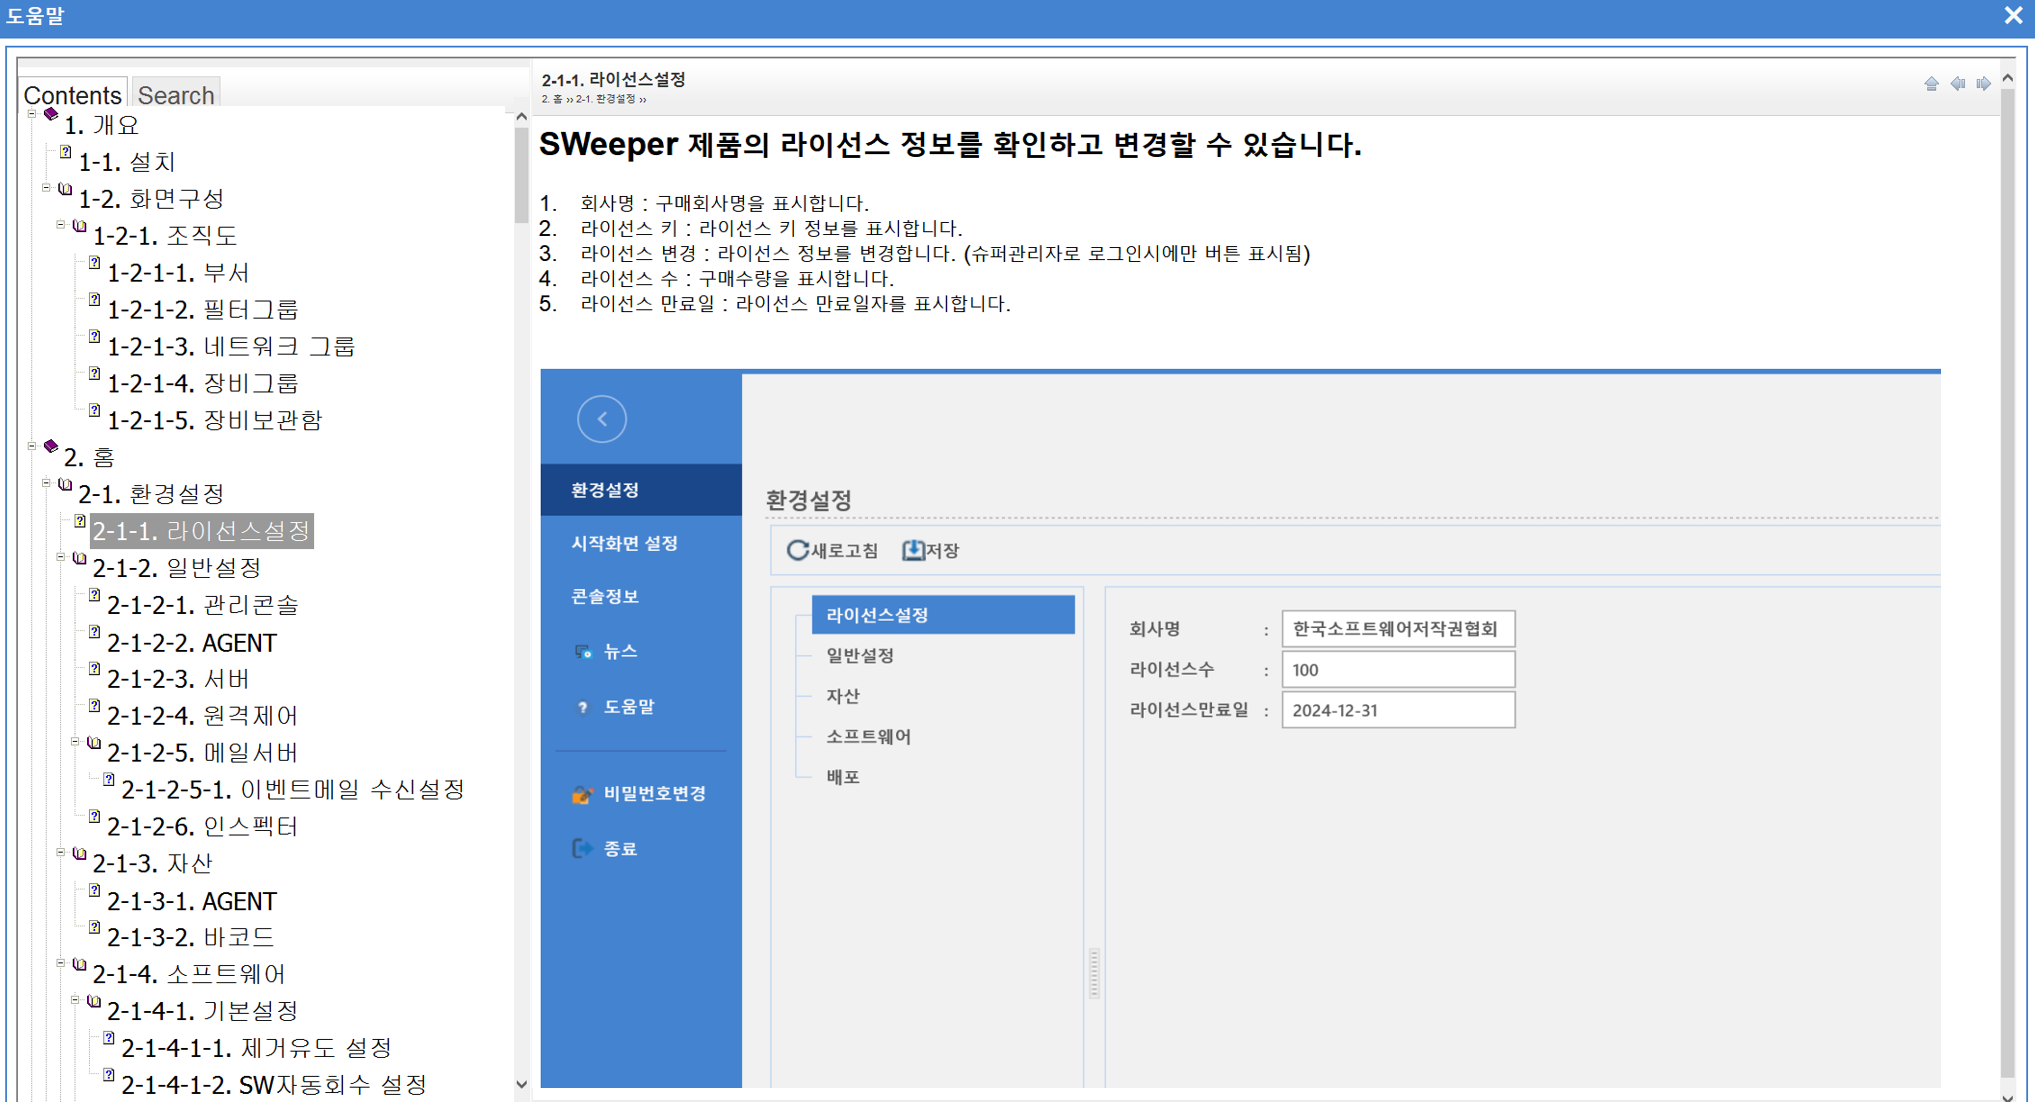 도움말
Contents
Search
1. 개요
1-1. 설치
1-2. 화면구성
1-2-1. 조직도
1-2-1-1. 부서
1-2-1-2. 필터그룹
1-2-1-3. 네트워크 그룹
1-2-1-4. 장비그룹
1-2-1-5. 장비보관함
2. 홈
2-1. 환경설정
2-1-1. 라이선스설정
2-1-2. 일반설정
2-1-2-1. 관리콘솔
2-1-2-2. AGENT
2-1-2-3. 서버
2-1-2-4. 원격제어
2-1-2-5. 메일서버
2-1-2-5-1. 이벤트메일 수신설정
2-1-2-6. 인스펙터
2-1-3. 자산
2-1-3-1. AGENT
2-1-3-2. 바코드
2-1-4. 소프트웨어
2-1-4-1. 기본설정
2-1-4-1-1. 제거유도 설정
2-1-4-1-2. SW자동회수 설정
2-1-1. 라이선스설정
2. 홈 ›› 2-1. 환경설정 ››
SWeeper 제품의 라이선스 정보를 확인하고 변경할 수 있습니다.
1. 회사명 : 구매회사명을 표시합니다.
2. 라이선스 키 : 라이선스 키 정보를 표시합니다.
3. 라이선스 변경 : 라이선스 정보를 변경합니다. (슈퍼관리자로 로그인시에만 버튼 표시됨)
4. 라이선스 수 : 구매수량을 표시합니다.
5. 라이선스 만료일 : 라이선스 만료일자를 표시합니다.
환경설정
시작화면 설정
콘솔정보
뉴스
도움말
비밀번호변경
종료
환경설정
새로고침 저장
라이선스설정
일반설정
자산
소프트웨어
배포
회사명 : 한국소프트웨어저작권협회
라이선스수 : 100
라이선스만료일 : 2024-12-31